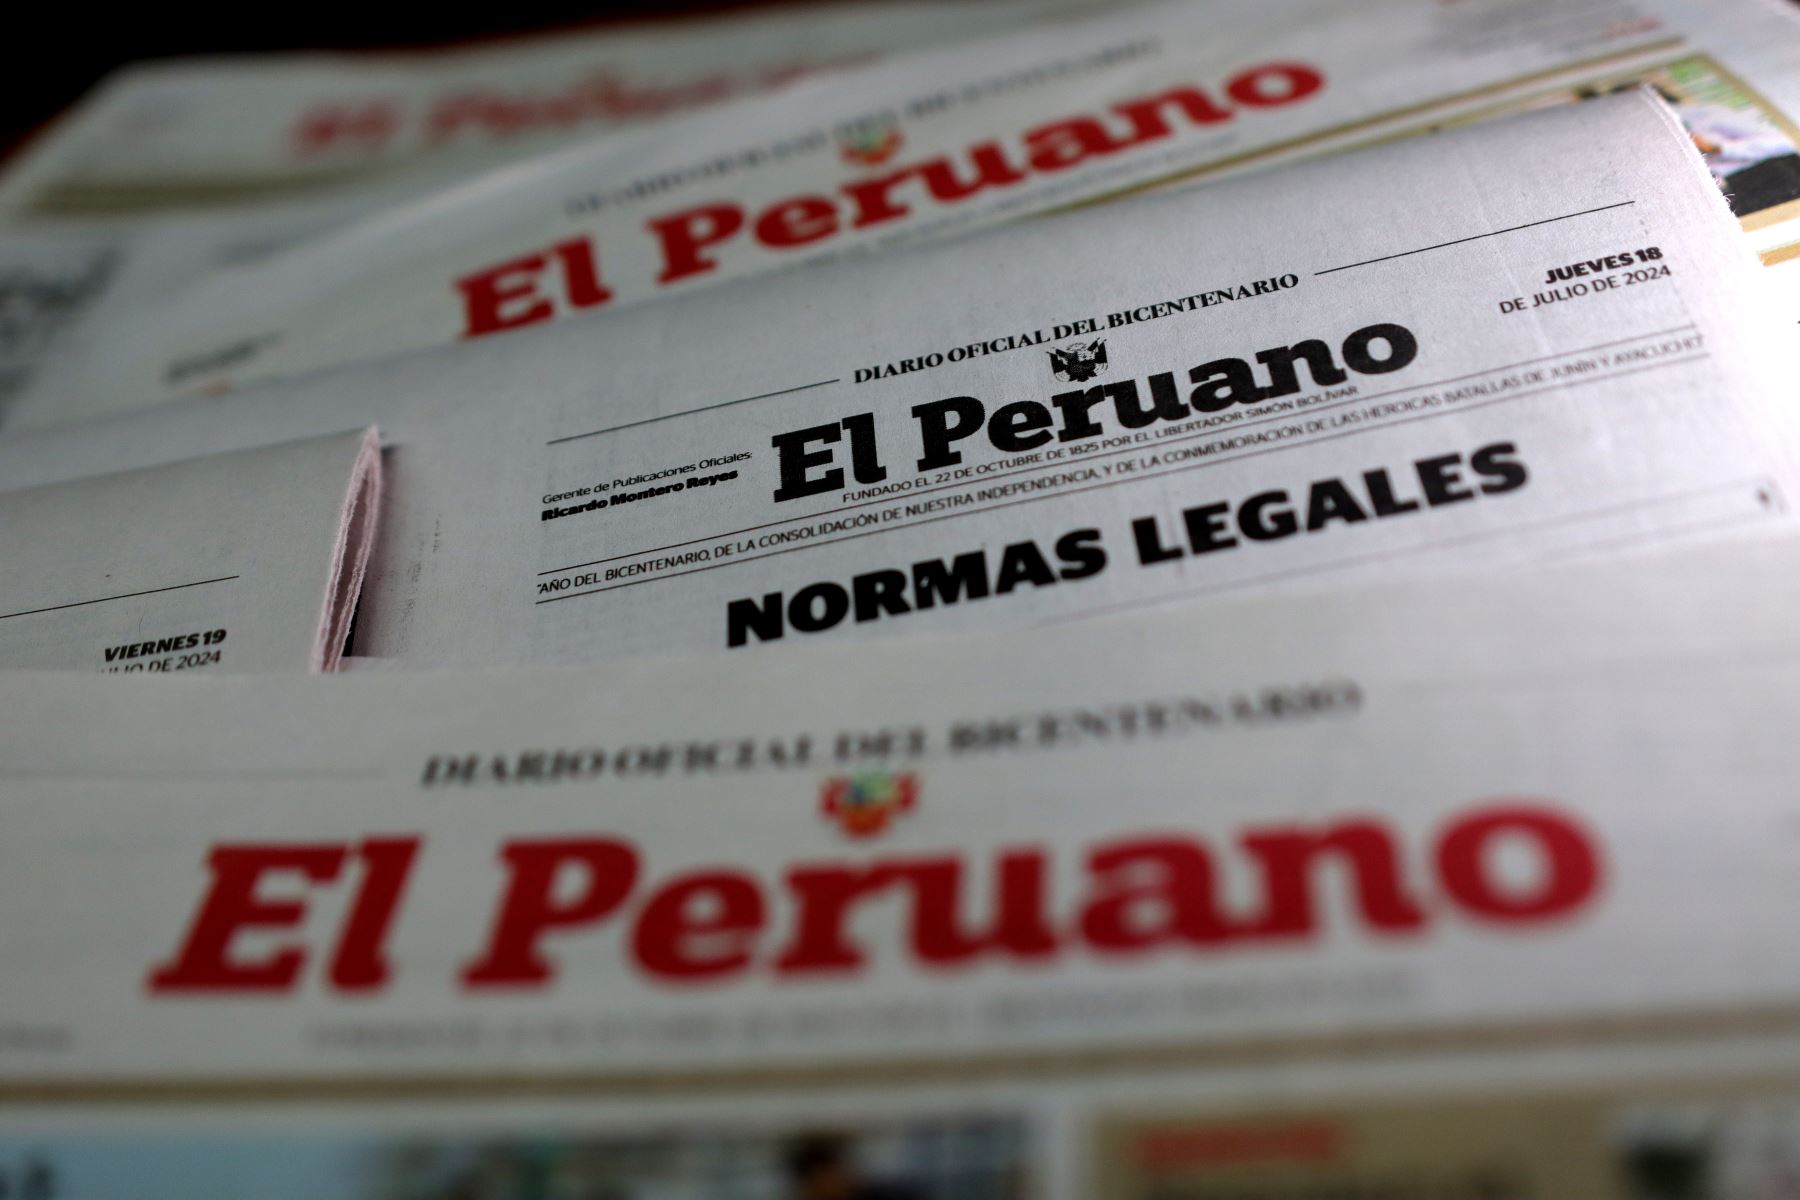 El Peruano
JUEVES 18
DE JULIO DE 2024
DIARIO OFICIAL DEL BICENTENARIO
El Peruano
FUNDADO EL 22 DE OCTUBRE DE 1825 POR EL LIBERTADOR SIMÓN BOLÍVAR
Gerente de Publicaciones Oficiales:
Ricardo Montero Reyes
"AÑO DEL BICENTENARIO, DE LA CONSOLIDACIÓN DE NUESTRA INDEPENDENCIA, Y DE LA CONMEMORACIÓN DE LAS HEROICAS BATALLAS DE JUNÍN Y AYACUCHO"
NORMAS LEGALES
VIERNES 19
DE 2024
DIARIO OFICIAL DEL BICENTENARIO
El Peruano